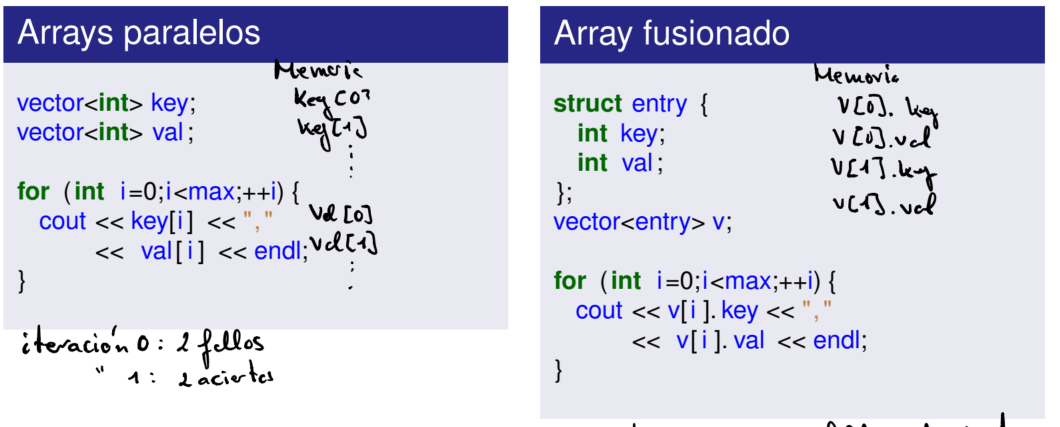 Arrays paralelos
Memoria
vector<int> key;
key[0]
vector<int> val;
key[1]
for (int i=0;i<max;++i) {
cout << key[i] << ","
val[0]
<< val[i] << endl;
val[1]
}
iteración 0: 2 fallos
" 1: 2 aciertos
Array fusionado
Memoria
struct entry {
v[0].key
int key;
v[0].val
int val;
v[1].key
};
v[1].val
vector<entry> v;
for (int i=0;i<max;++i) {
cout << v[i].key << ","
<< v[i].val << endl;
}